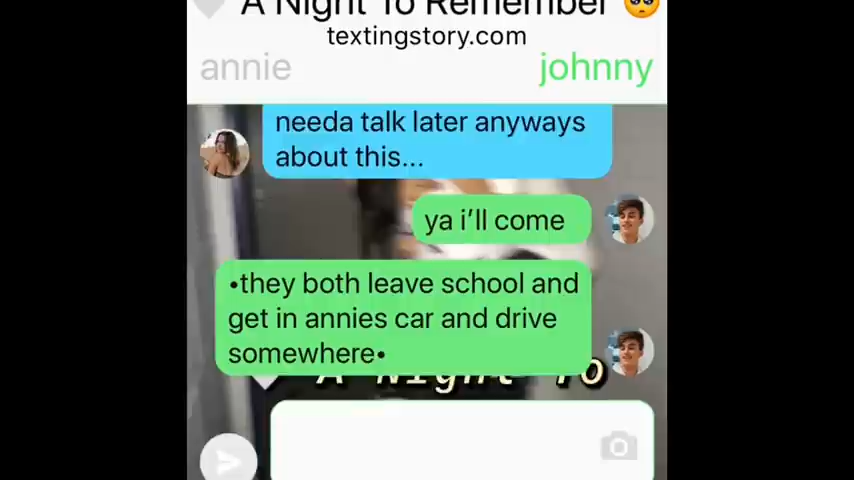 A Night To Remember 🥺
textingstory.com
annie
johnny
needa talk later anyways
about this...
ya i'll come
•they both leave school and
get in annies car and drive
somewhere•
A Night To